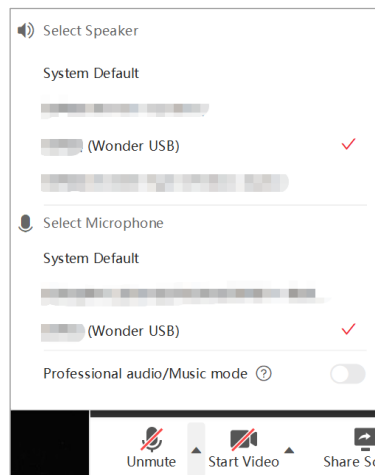 Select Speaker
System Default
(Wonder USB)
Select Microphone
System Default
(Wonder USB)
Professional audio/Music mode ?
Unmute Start Video Share